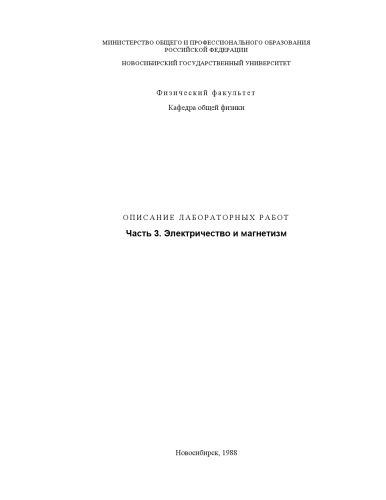 МИНИСТЕРСТВО ОБЩЕГО И ПРОФЕССИОНАЛЬНОГО ОБРАЗОВАНИЯ
РОССИЙСКОЙ ФЕДЕРАЦИИ
НОВОСИБИРСКИЙ ГОСУДАРСТВЕННЫЙ УНИВЕРСИТЕТ
Физический факультет
Кафедра общей физики
ОПИСАНИЕ ЛАБОРАТОРНЫХ РАБОТ
Часть 3. Электричество и магнетизм
Новосибирск, 1988